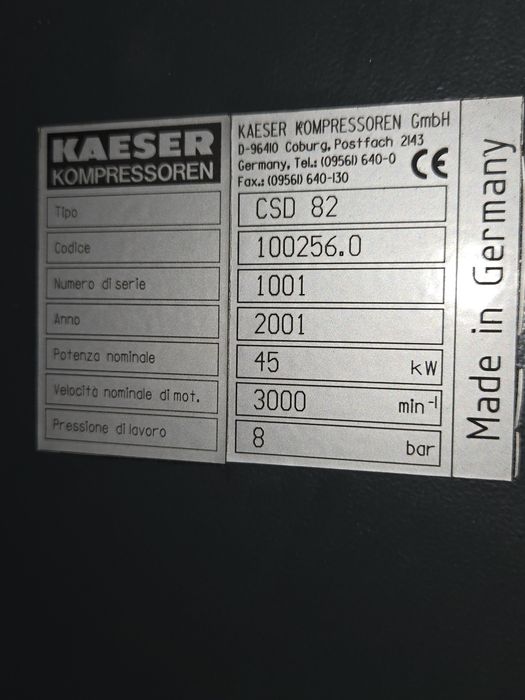 KAESER
KOMPRESSOREN
KAESER KOMPRESSOREN GmbH
D-96410 Coburg, Postfach 2143
Germany, Tel.: (09561) 640-0
Fax.: (09561) 640-130
CE
Tipo CSD 82
Codice 100256.0
Numero di serie 1001
Anno 2001
Potenza nominale 45 kW
Velocità nominale di mot. 3000 min⁻¹
Pressione di lavoro 8 bar
Made in Germany